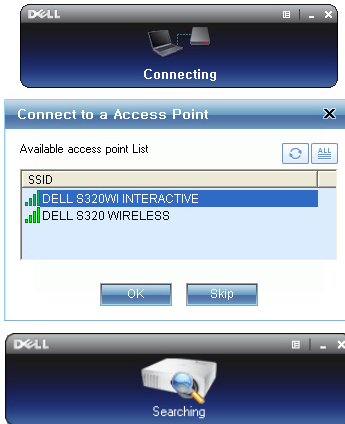 DELL
Connecting
Connect to a Access Point
Available access point List
ALL
SSID
DELL S320WI INTERACTIVE
DELL S320 WIRELESS
OK
Skip
DELL
Searching